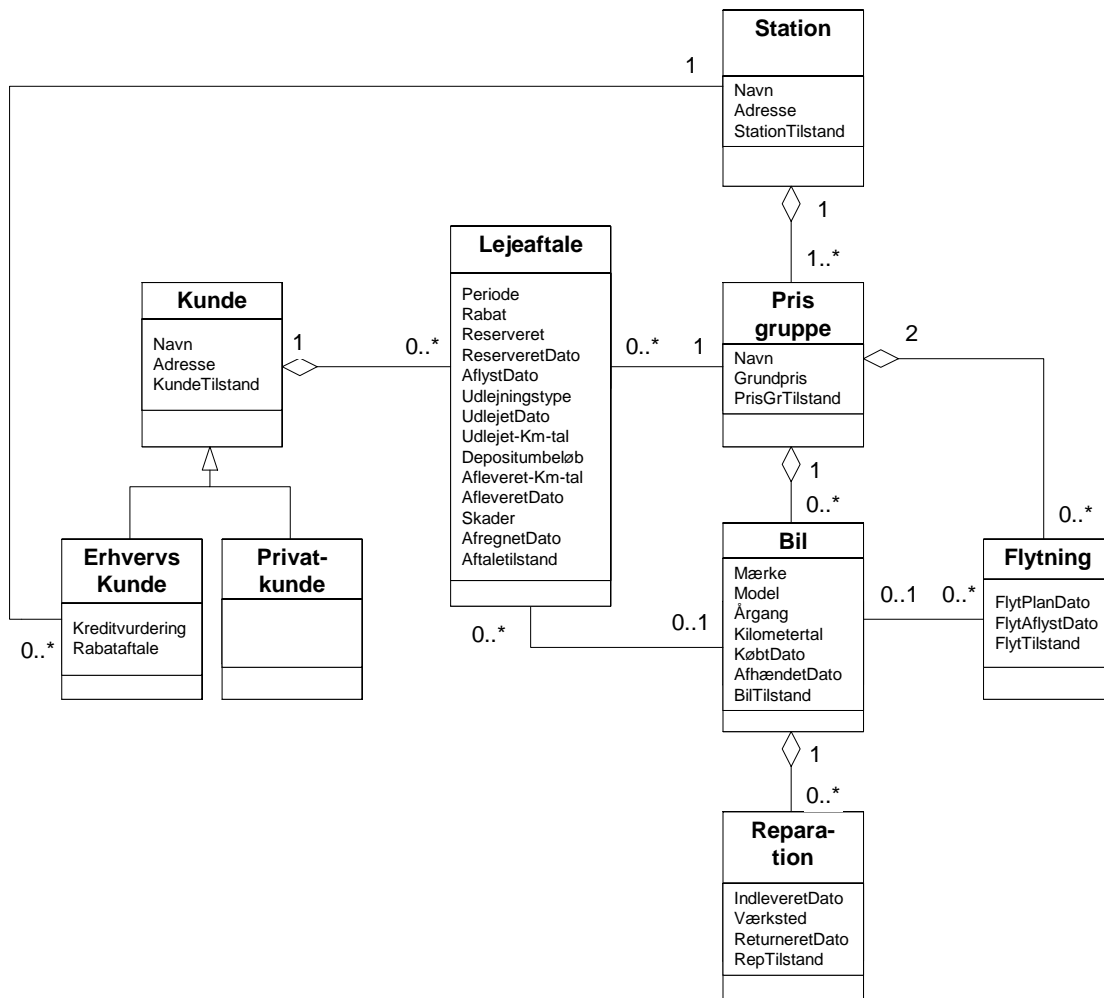 Station
Navn
Adresse
StationTilstand
1
0..*
1
1..*
Lejeaftale
Periode
Rabat
Reserveret
ReserveretDato
AflystDato
Udlejningstype
UdlejetDato
Udlejet-Km-tal
Depositumbeløb
Afleveret-Km-tal
AfleveretDato
Skader
AfregnetDato
Aftaletilstand
Kunde
Navn
Adresse
KundeTilstand
1
0..*
0..*
1
Pris
gruppe
Navn
Grundpris
PrisGrTilstand
2
0..*
1
0..*
Erhvervs
Kunde
Kreditvurdering
Rabataftale
Privat-
kunde
0..*
0..1
Bil
Mærke
Model
Årgang
Kilometertal
KøbtDato
AfhændetDato
BilTilstand
0..1
0..*
Flytning
FlytPlanDato
FlytAflystDato
FlytTilstand
1
0..*
Repara-
tion
IndleveretDato
Værksted
ReturneretDato
RepTilstand